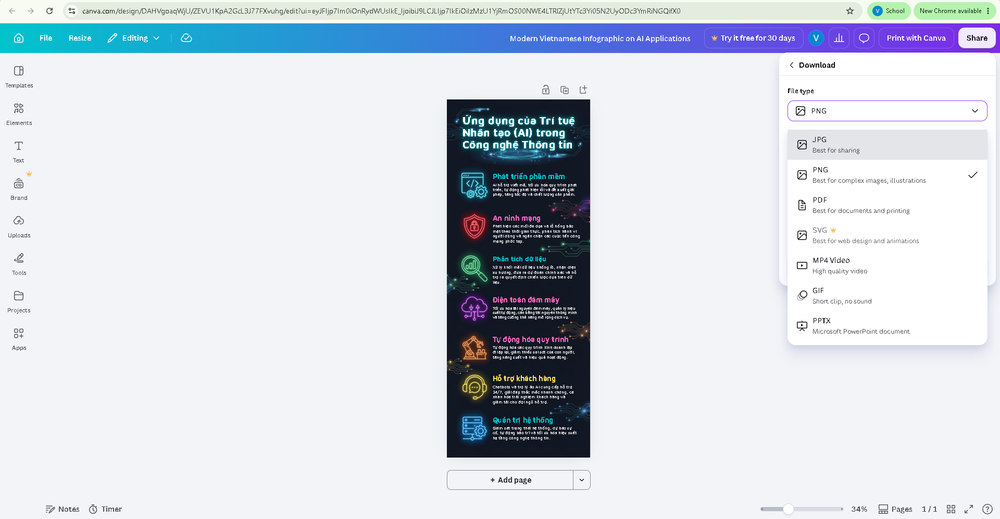 canva.com/design/DAHVgoaqWjU/ZEVU1KpA2GcL3J77FXvuhg/edit?ui=eyJFIjp7Im0iOnRydWUsIkE_IjoibiJ9LCJLIjp7IkEiOiIzMzU1YjRmOS00NWE4LTRlZjUtYTc3Yi05N2UyODc3YmRiNGQifX0
V School
New Chrome available
File
Resize
Editing
Modern Vietnamese Infographic on AI Applications
Try it free for 30 days
V
Print with Canva
Share
Templates
Elements
Text
Brand
Uploads
Tools
Projects
Apps
Ứng dụng của Trí tuệ
Nhân tạo (AI) trong
Công nghệ Thông tin
Phát triển phần mềm
AI hỗ trợ viết mã, tối ưu hóa quy trình phát
triển, tự động phát hiện lỗi và đề xuất giải
pháp, tăng tốc độ và chất lượng sản phẩm.
An ninh mạng
Phát hiện các mối đe dọa và lỗ hổng bảo
mật theo thời gian thực, phân tích hành vi
người dùng và ngăn chặn các cuộc tấn công
mạng phức tạp.
Phân tích dữ liệu
Xử lý khối mãi dữ liệu khổng lồ, nhận diện
xu hướng, đưa ra dự đoán chính xác và hỗ
trợ ra quyết định chiến lược dựa trên dữ
liệu.
Điện toán đám mây
Tối ưu hóa tài nguyên đám mây, quản lý hiệu
suất tự động, cân bằng tài nguyên thông minh
và tăng cường khả năng mở rộng dịch vụ.
Tự động hóa quy trình
Tự động hóa các quy trình kinh doanh lặp
đi lặp lại, giảm thiểu sai sót của con người,
tăng năng suất và hiệu quả hoạt động.
Hỗ trợ khách hàng
Chatbots và trợ lý ảo AI cung cấp hỗ trợ
24/7, giải đáp thắc mắc nhanh chóng, cá
nhân hóa trải nghiệm khách hàng và
giảm tải cho đội ngũ hỗ trợ.
Quản trị hệ thống
Giám sát trạng thái hệ thống, dự báo sự
cố, tự động bảo trì và tối ưu hóa hiệu suất
hạ tầng công nghệ thông tin.
+ Add page
Download
File type
PNG
JPG
Best for sharing
PNG
Best for complex images, illustrations
PDF
Best for documents and printing
SVG
Best for web design and animations
MP4 Video
High quality video
GIF
Short clip, no sound
PPTX
Microsoft PowerPoint document
Notes
Timer
34%
Pages
1 / 1